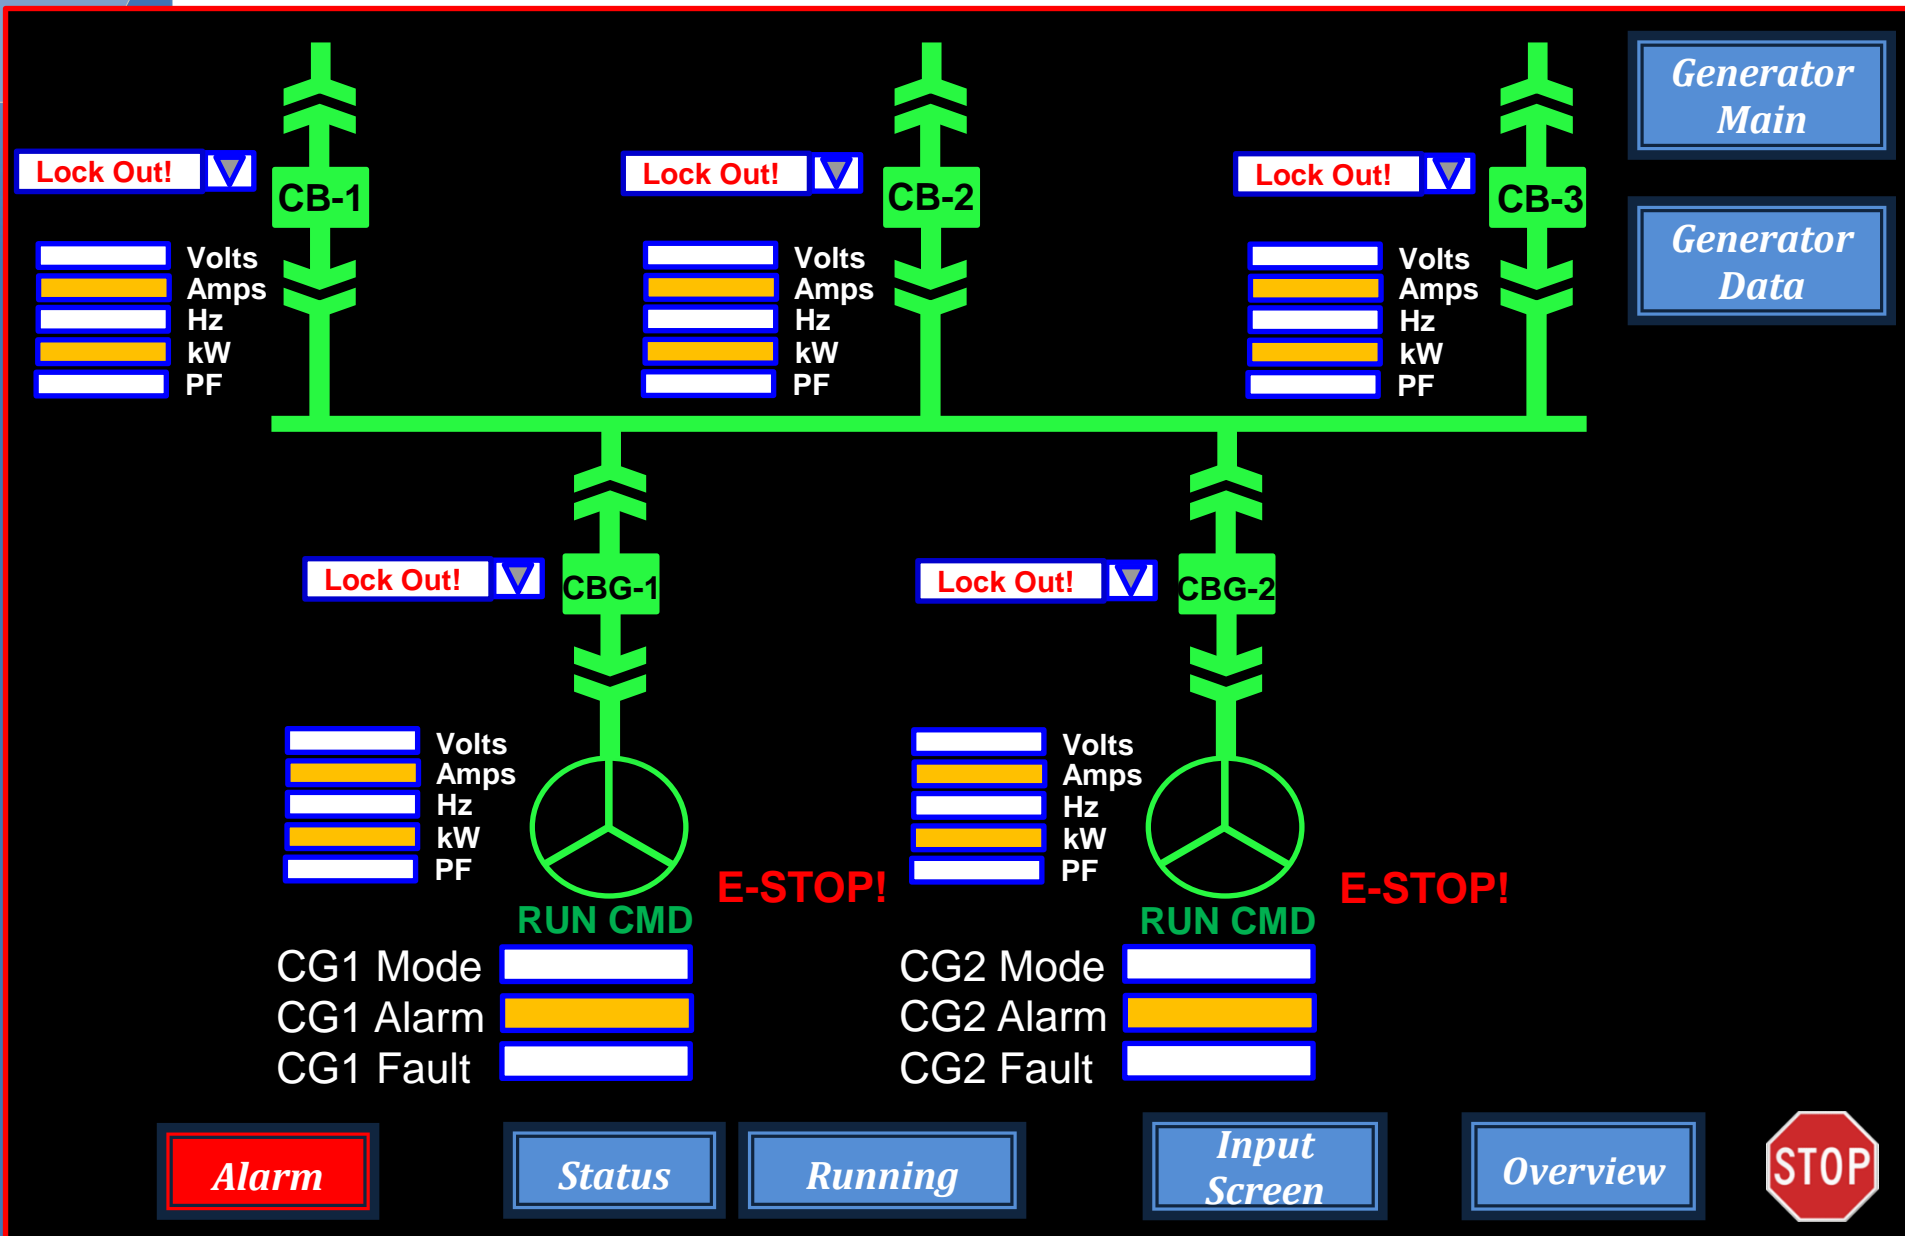 Generator
Main
Lock Out!
CB-1
Lock Out!
CB-2
Lock Out!
CB-3
Generator
Data
Volts
Amps
Hz
kW
PF
Volts
Amps
Hz
kW
PF
Volts
Amps
Hz
kW
PF
Lock Out!
CBG-1
Lock Out!
CBG-2
Volts
Amps
Hz
kW
PF
E-STOP!
RUN CMD
Volts
Amps
Hz
kW
PF
E-STOP!
RUN CMD
CG1 Mode
CG1 Alarm
CG1 Fault
CG2 Mode
CG2 Alarm
CG2 Fault
Alarm
Status
Running
Input
Screen
Overview
STOP